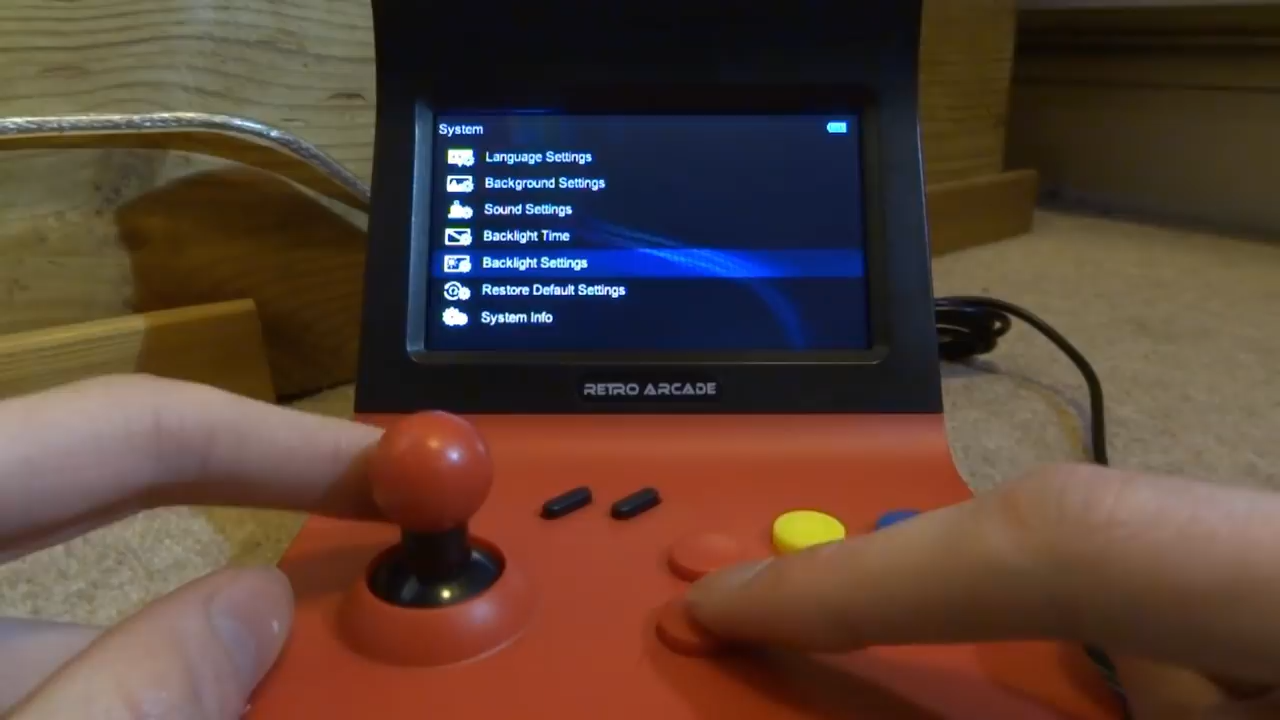 System
Language Settings
Background Settings
Sound Settings
Backlight Time
Backlight Settings
Restore Default Settings
System Info
RETRO ARCADE